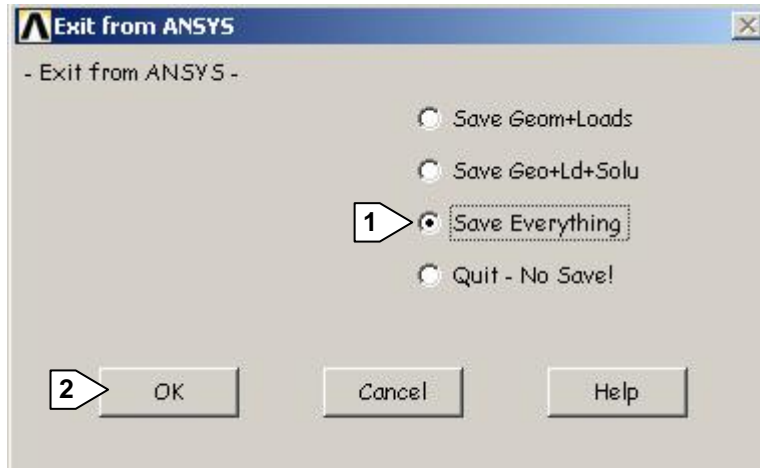 Exit from ANSYS
- Exit from ANSYS -
Save Geom+Loads
Save Geo+Ld+Solu
1
Save Everything
Quit - No Save!
2
OK
Cancel
Help